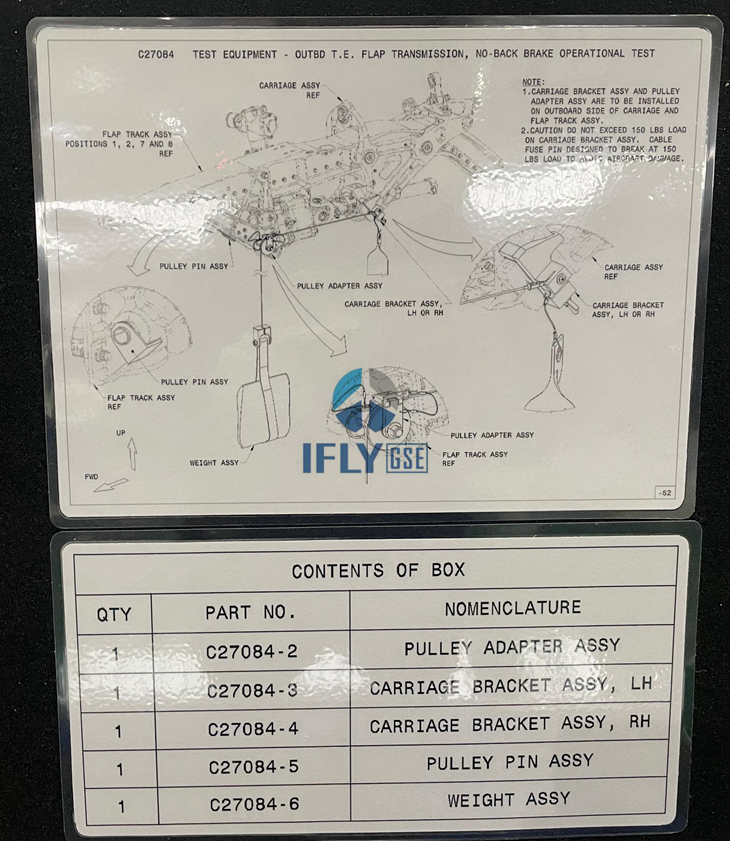 C27084 TEST EQUIPMENT - OUTBD T.E. FLAP TRANSMISSION, NO-BACK BRAKE OPERATIONAL TEST
CARRIAGE ASSY
REF
NOTE:
1.CARRIAGE BRACKET ASSY AND PULLEY
ADAPTER ASSY ARE TO BE INSTALLED
ON OUTBOARD SIDE OF CARRIAGE AND
FLAP TRACK ASSY.
2.CAUTION DO NOT EXCEED 150 LBS LOAD
ON CARRIAGE BRACKET ASSY. CABLE
FUSE PIN DESIGNED TO BREAK AT 150
LBS LOAD TO AVOID AIRCRAFT DAMAGE.
FLAP TRACK ASSY
POSITIONS 1, 2, 7 AND 8
REF
PULLEY PIN ASSY
PULLEY ADAPTER ASSY
CARRIAGE BRACKET ASSY,
LH OR RH
CARRIAGE ASSY
REF
CARRIAGE BRACKET
ASSY, LH OR RH
PULLEY PIN ASSY
FLAP TRACK ASSY
REF
UP
FWD
WEIGHT ASSY
PULLEY ADAPTER ASSY
FLAP TRACK ASSY
REF
IFLY GSE
-52
CONTENTS OF BOX
QTY PART NO. NOMENCLATURE
1 C27084-2 PULLEY ADAPTER ASSY
1 C27084-3 CARRIAGE BRACKET ASSY, LH
1 C27084-4 CARRIAGE BRACKET ASSY, RH
1 C27084-5 PULLEY PIN ASSY
1 C27084-6 WEIGHT ASSY